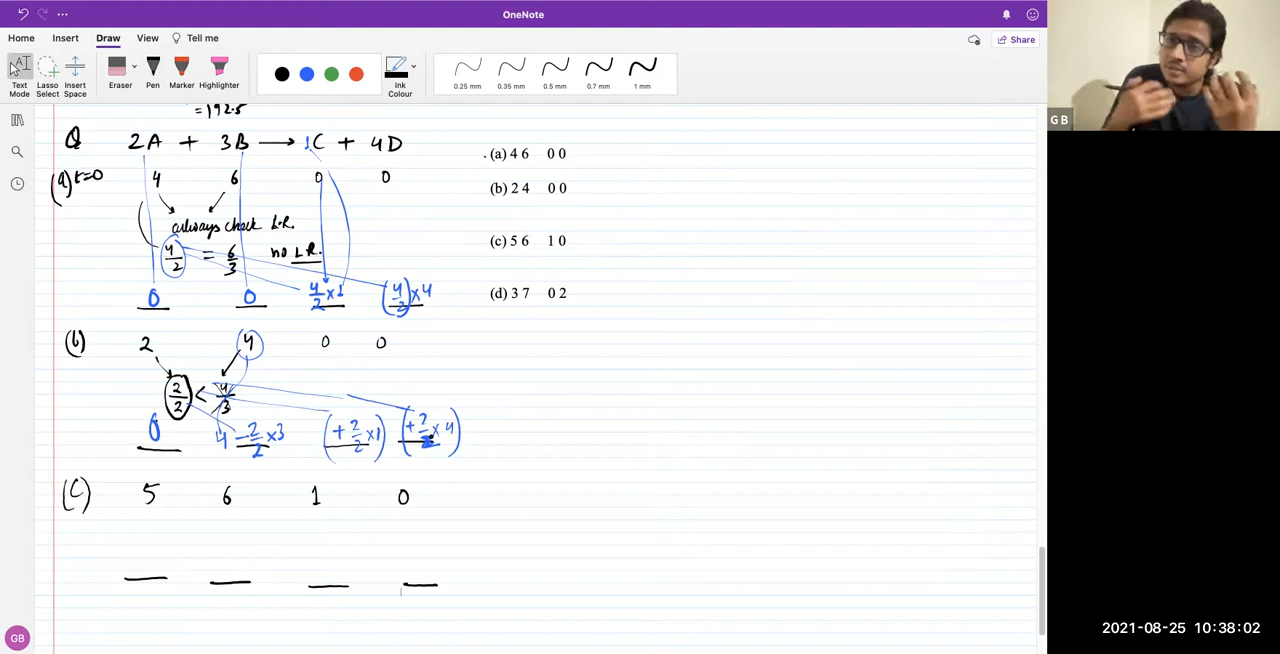 OneNote
Home Insert Draw View Tell me
Share
Text Mode Lasso Select Insert Space Eraser Pen Marker Highlighter Ink Colour 0.25 mm 0.35 mm 0.5 mm 0.7 mm 1 mm
= 192.5
Q 2A + 3B → 1C + 4D
(a) t=0 4 6 0 0
always check L.R.
4/2 = 6/3 no L.R.
0 0 4/2 × 1 (4/2) × 4
(b) 2 4 0 0
2/2 < 4/3
0 4 - 2/2 × 3 (+ 2/2 × 1) (+ 2/2 × 4)
(C) 5 6 1 0
(a) 4 6 0 0
(b) 2 4 0 0
(c) 5 6 1 0
(d) 3 7 0 2
G B
GB
2021-08-25 10:38:02